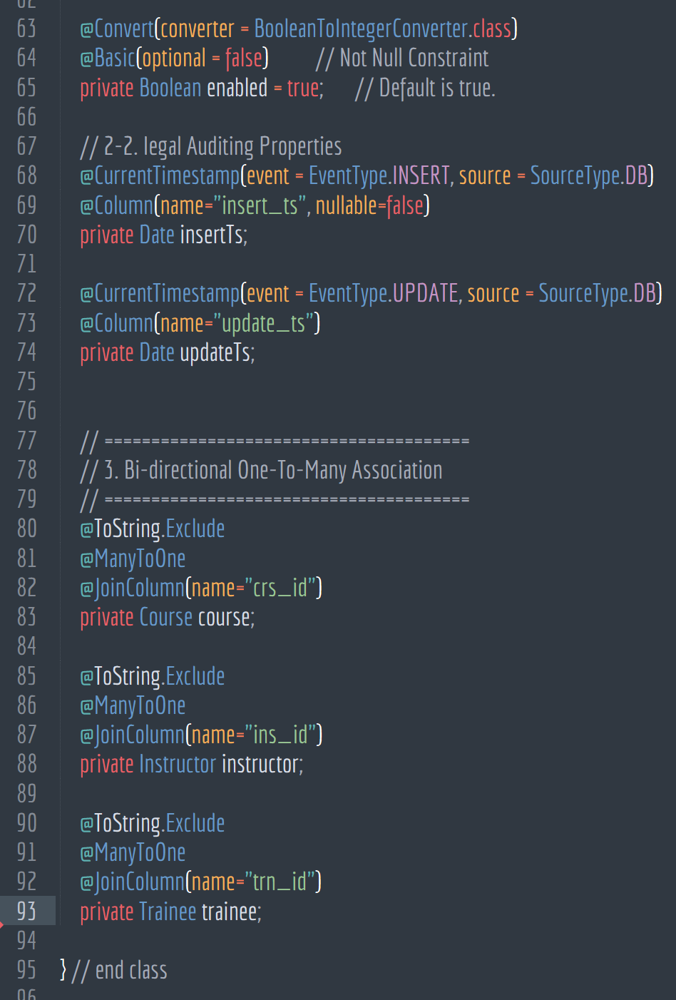 63 @Convert(converter = BooleanToIntegerConverter.class)
64 @Basic(optional = false) // Not Null Constraint
65 private Boolean enabled = true; // Default is true.
66
67 // 2-2. legal Auditing Properties
68 @CurrentTimestamp(event = EventType.INSERT, source = SourceType.DB)
69 @Column(name="insert_ts", nullable=false)
70 private Date insertTs;
71
72 @CurrentTimestamp(event = EventType.UPDATE, source = SourceType.DB)
73 @Column(name="update_ts")
74 private Date updateTs;
75
76
77 // =======================================
78 // 3. Bi-directional One-To-Many Association
79 // =======================================
80 @ToString.Exclude
81 @ManyToOne
82 @JoinColumn(name="crs_id")
83 private Course course;
84
85 @ToString.Exclude
86 @ManyToOne
87 @JoinColumn(name="ins_id")
88 private Instructor instructor;
89
90 @ToString.Exclude
91 @ManyToOne
92 @JoinColumn(name="trn_id")
93 private Trainee trainee;
94
95 } // end class